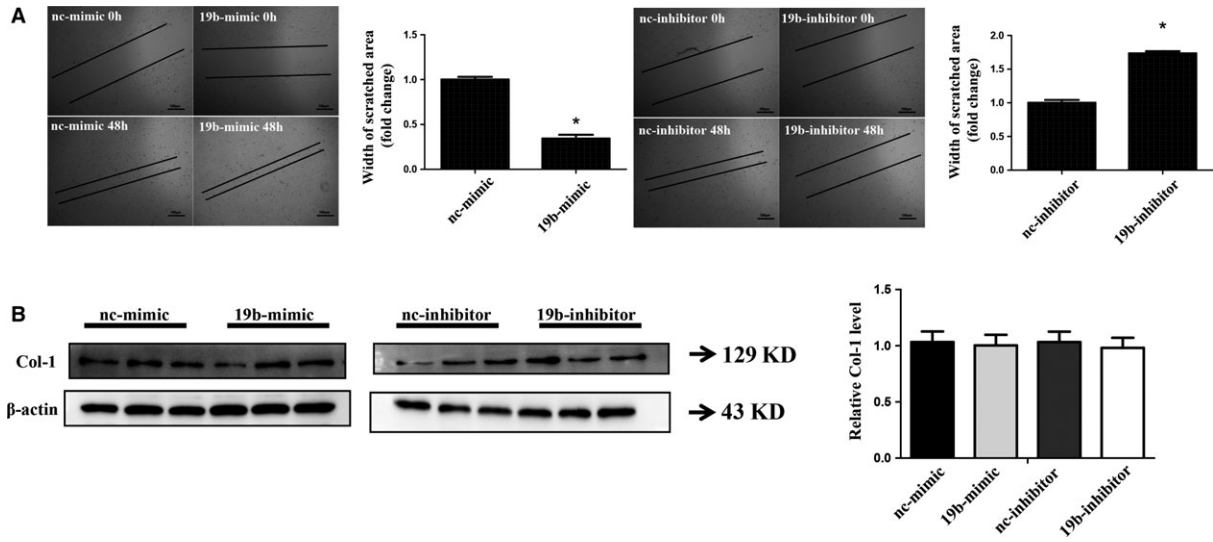 A
nc-mimic 0h
19b-mimic 0h
nc-mimic 48h
19b-mimic 48h
Width of scratched area
(fold change)
1.5
1.0
0.5
0.0
*
nc-mimic
19b-mimic
nc-inhibitor 0h
19b-inhibitor 0h
nc-inhibitor 48h
19b-inhibitor 48h
Width of scratched area
(fold change)
2.0
1.5
1.0
0.5
0.0
*
nc-inhibitor
19b-inhibitor
B
nc-mimic
19b-mimic
nc-inhibitor
19b-inhibitor
Col-1
→ 129 KD
β-actin
→ 43 KD
Relative Col-1 level
1.5
1.0
0.5
0.0
nc-mimic
19b-mimic
nc-inhibitor
19b-inhibitor